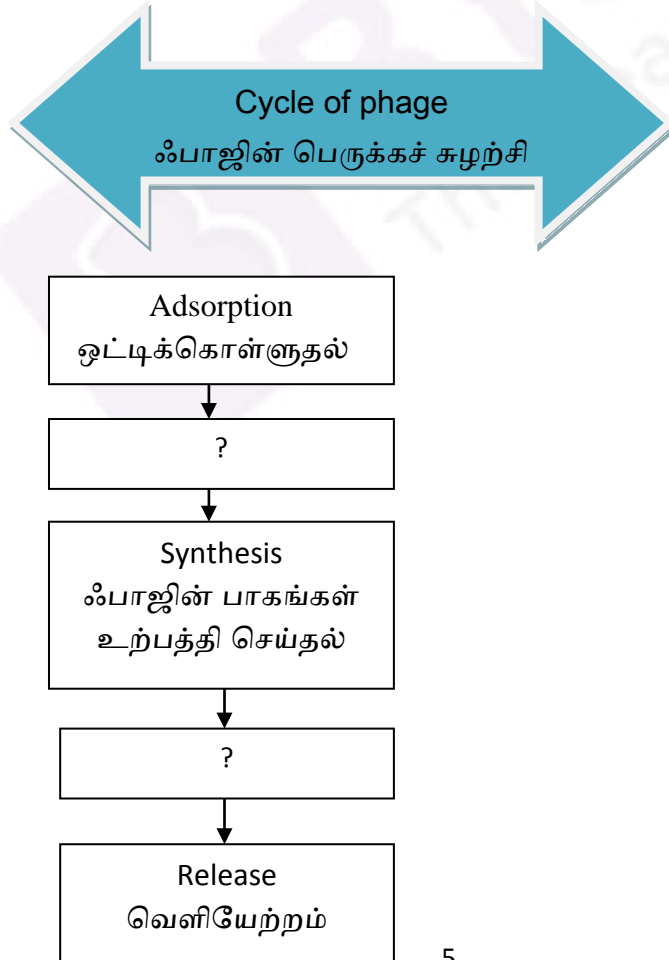 Cycle of phage
ஃபாஜின் பெருக்கச் சுழற்சி
Adsorption
ஒட்டிக்கொள்ளுதல்
?
Synthesis
ஃபாஜின் பாகங்கள்
உற்பத்தி செய்தல்
?
Release
வெளியேற்றம்
5